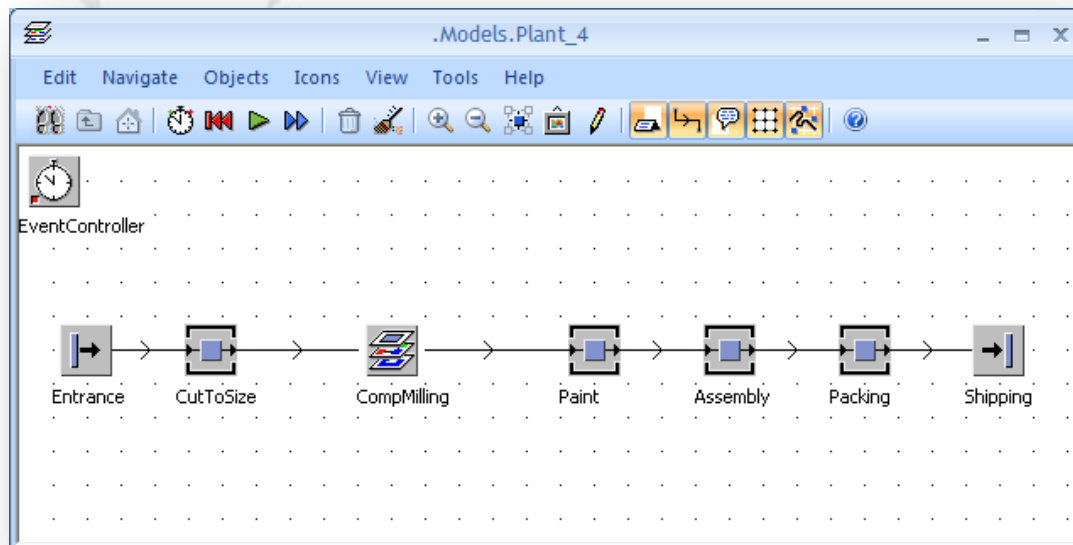 .Models.Plant_4
Edit Navigate Objects Icons View Tools Help
EventController
Entrance CutToSize CompMilling Paint Assembly Packing Shipping